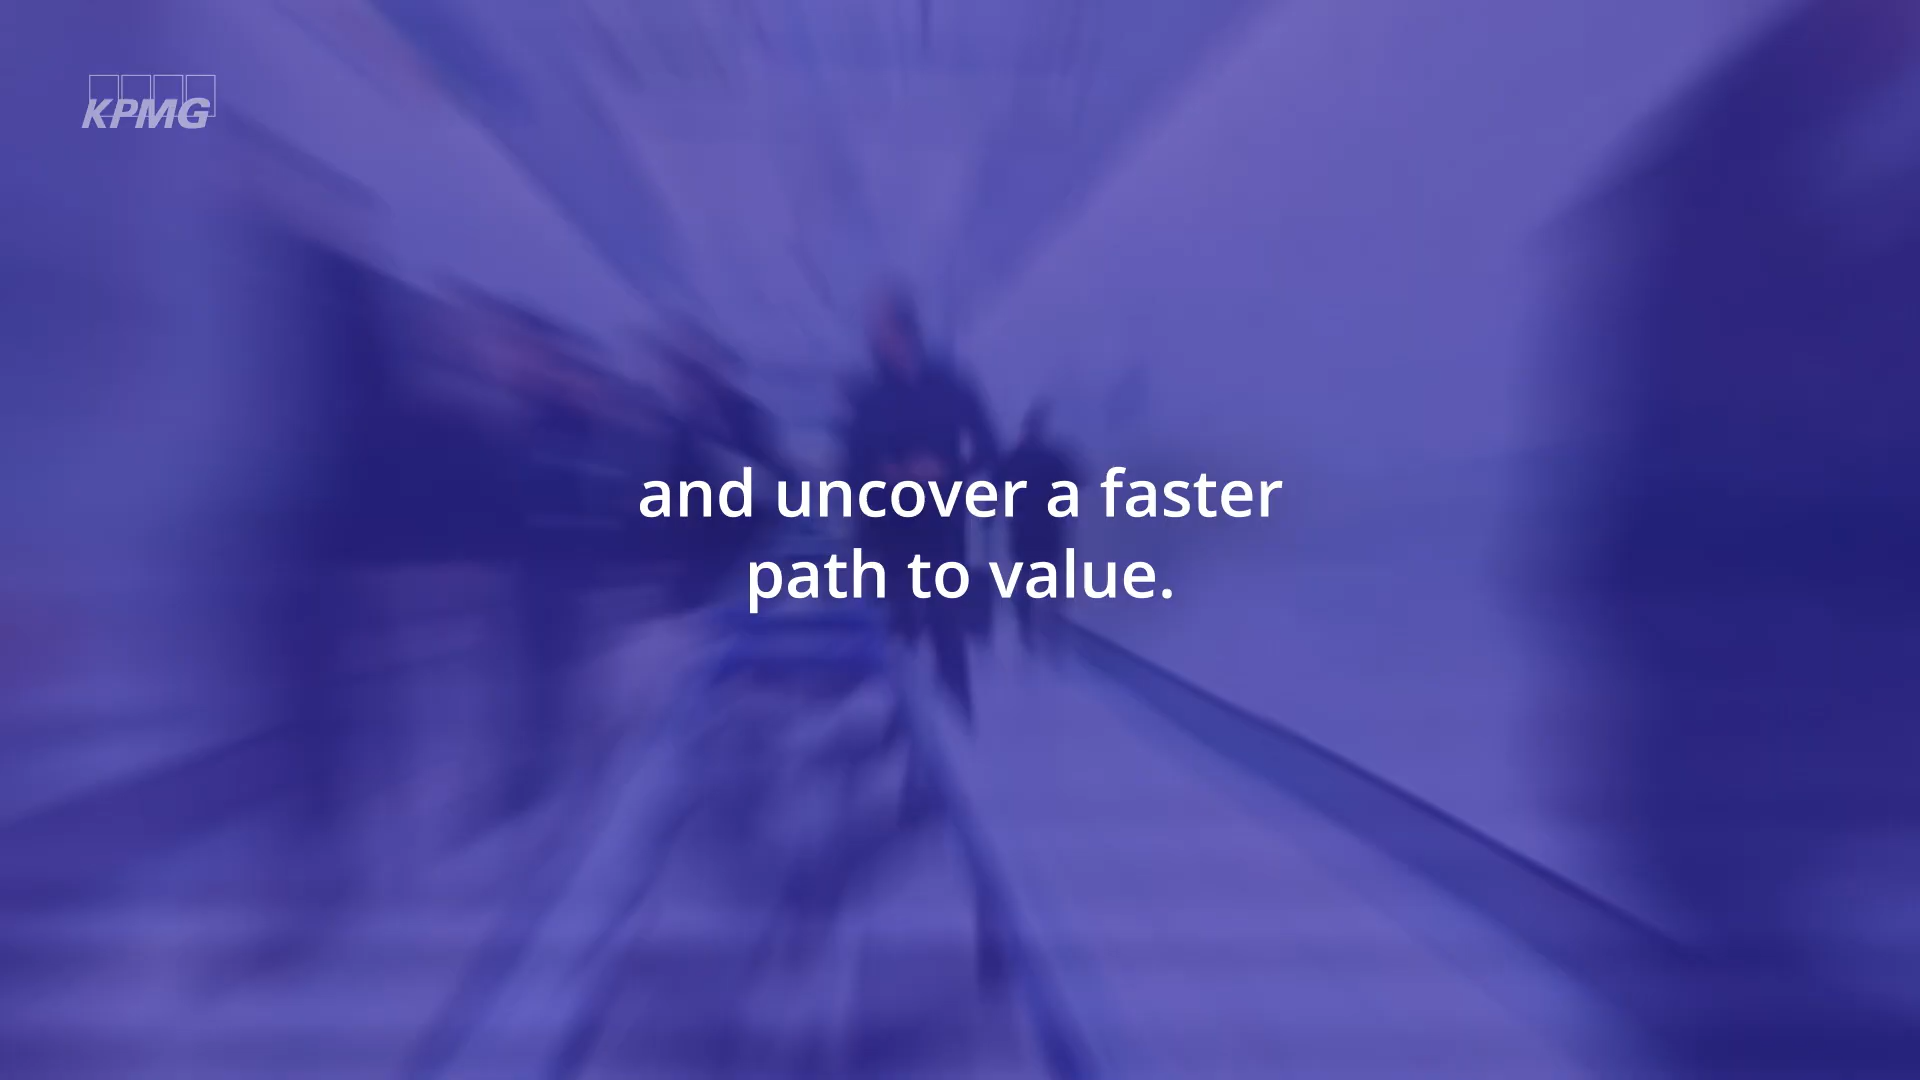 KPMG
and uncover a faster
path to value.